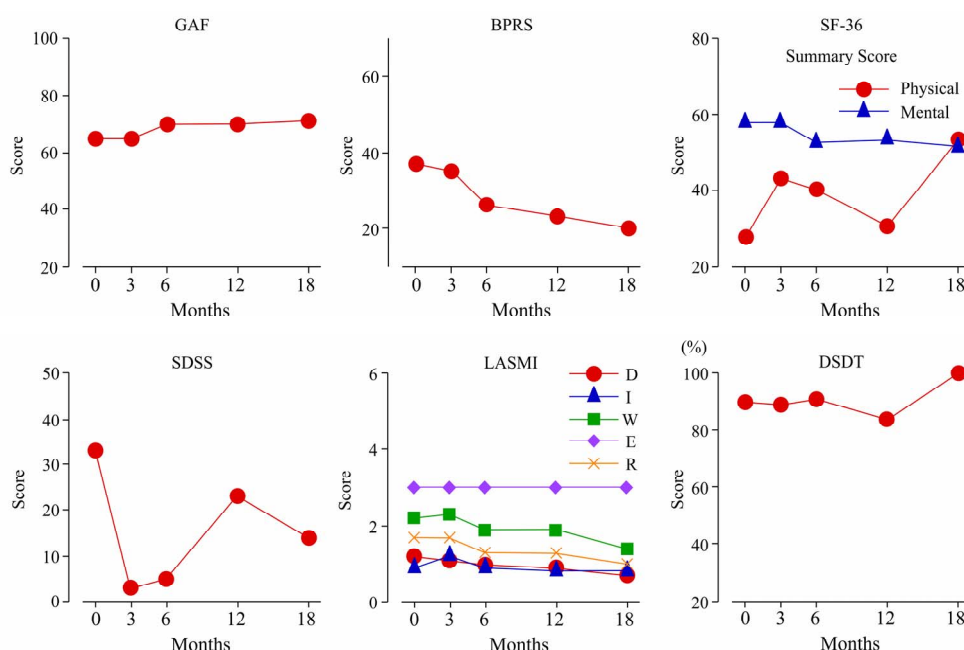 GAF
100
80
60
40
20
Score
0 3 6 12 18
Months
BPRS
60
40
20
Score
0 3 6 12 18
Months
SF-36
Summary Score
Physical
Mental
80
60
40
20
Score
0 3 6 12 18
Months
SDSS
50
40
30
20
10
0
Score
0 3 6 12 18
Months
LASMI
D
I
W
E
R
6
4
2
0
Score
0 3 6 12 18
Months
(%)
DSDT
100
80
60
40
20
Score
0 3 6 12 18
Months